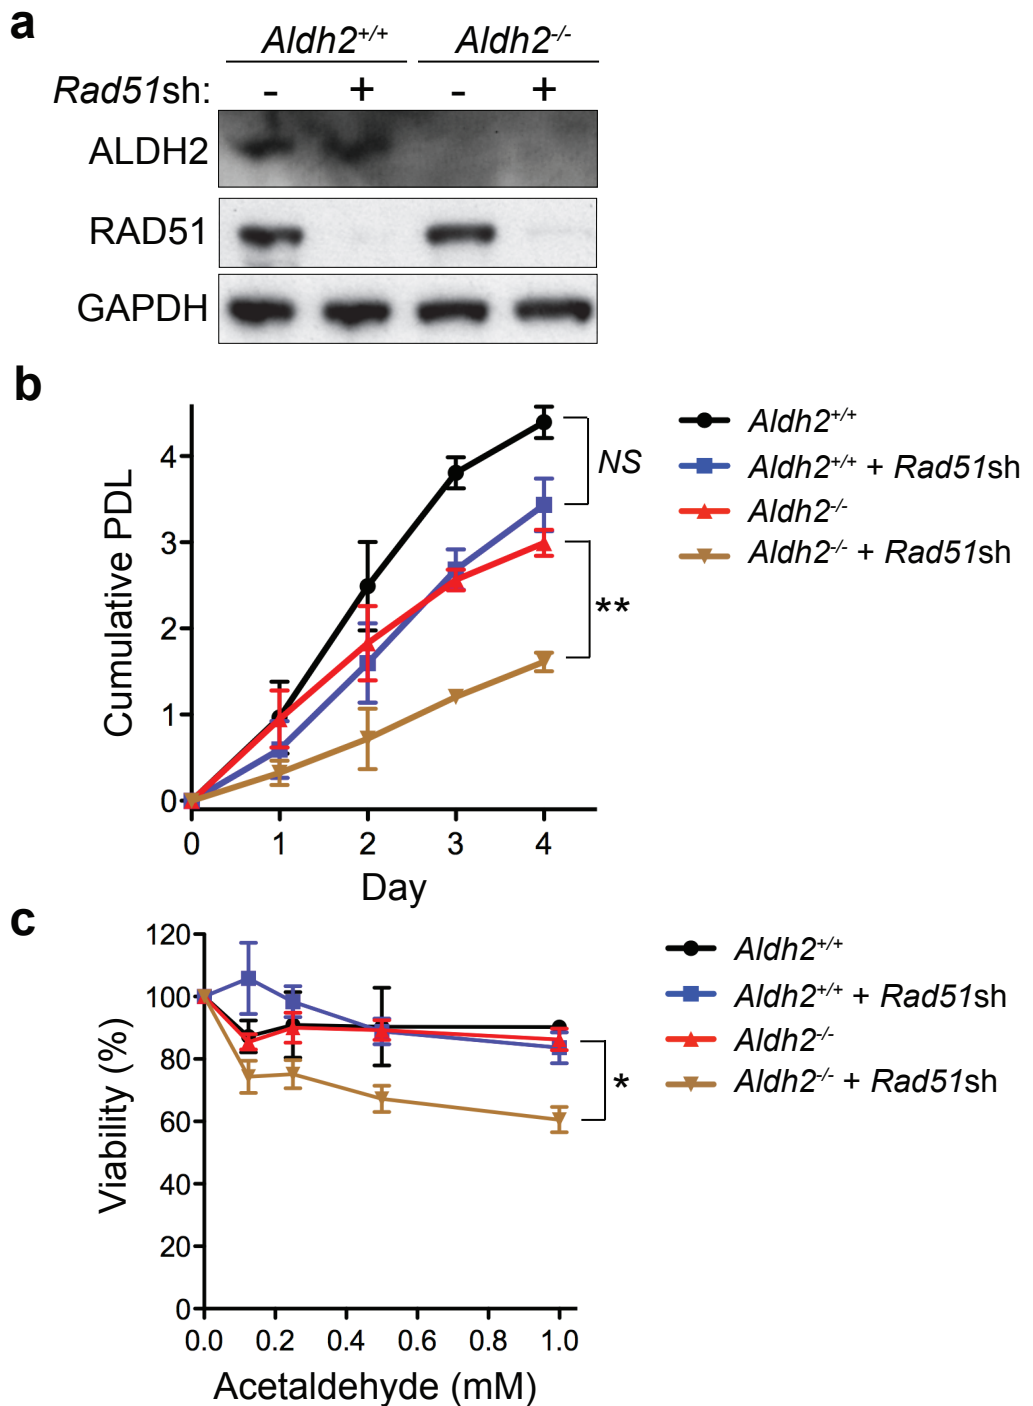 a
Aldh2+/+ Aldh2-/-
Rad51sh: - + - +
ALDH2
RAD51
GAPDH
b
Cumulative PDL
4
3
2
1
0
0 1 2 3 4
Day
NS
**
Aldh2+/+
Aldh2+/+ + Rad51sh
Aldh2-/-
Aldh2-/- + Rad51sh
c
Viability (%)
120
100
80
60
40
20
0
0.0 0.2 0.4 0.6 0.8 1.0
Acetaldehyde (mM)
*
Aldh2+/+
Aldh2+/+ + Rad51sh
Aldh2-/-
Aldh2-/- + Rad51sh